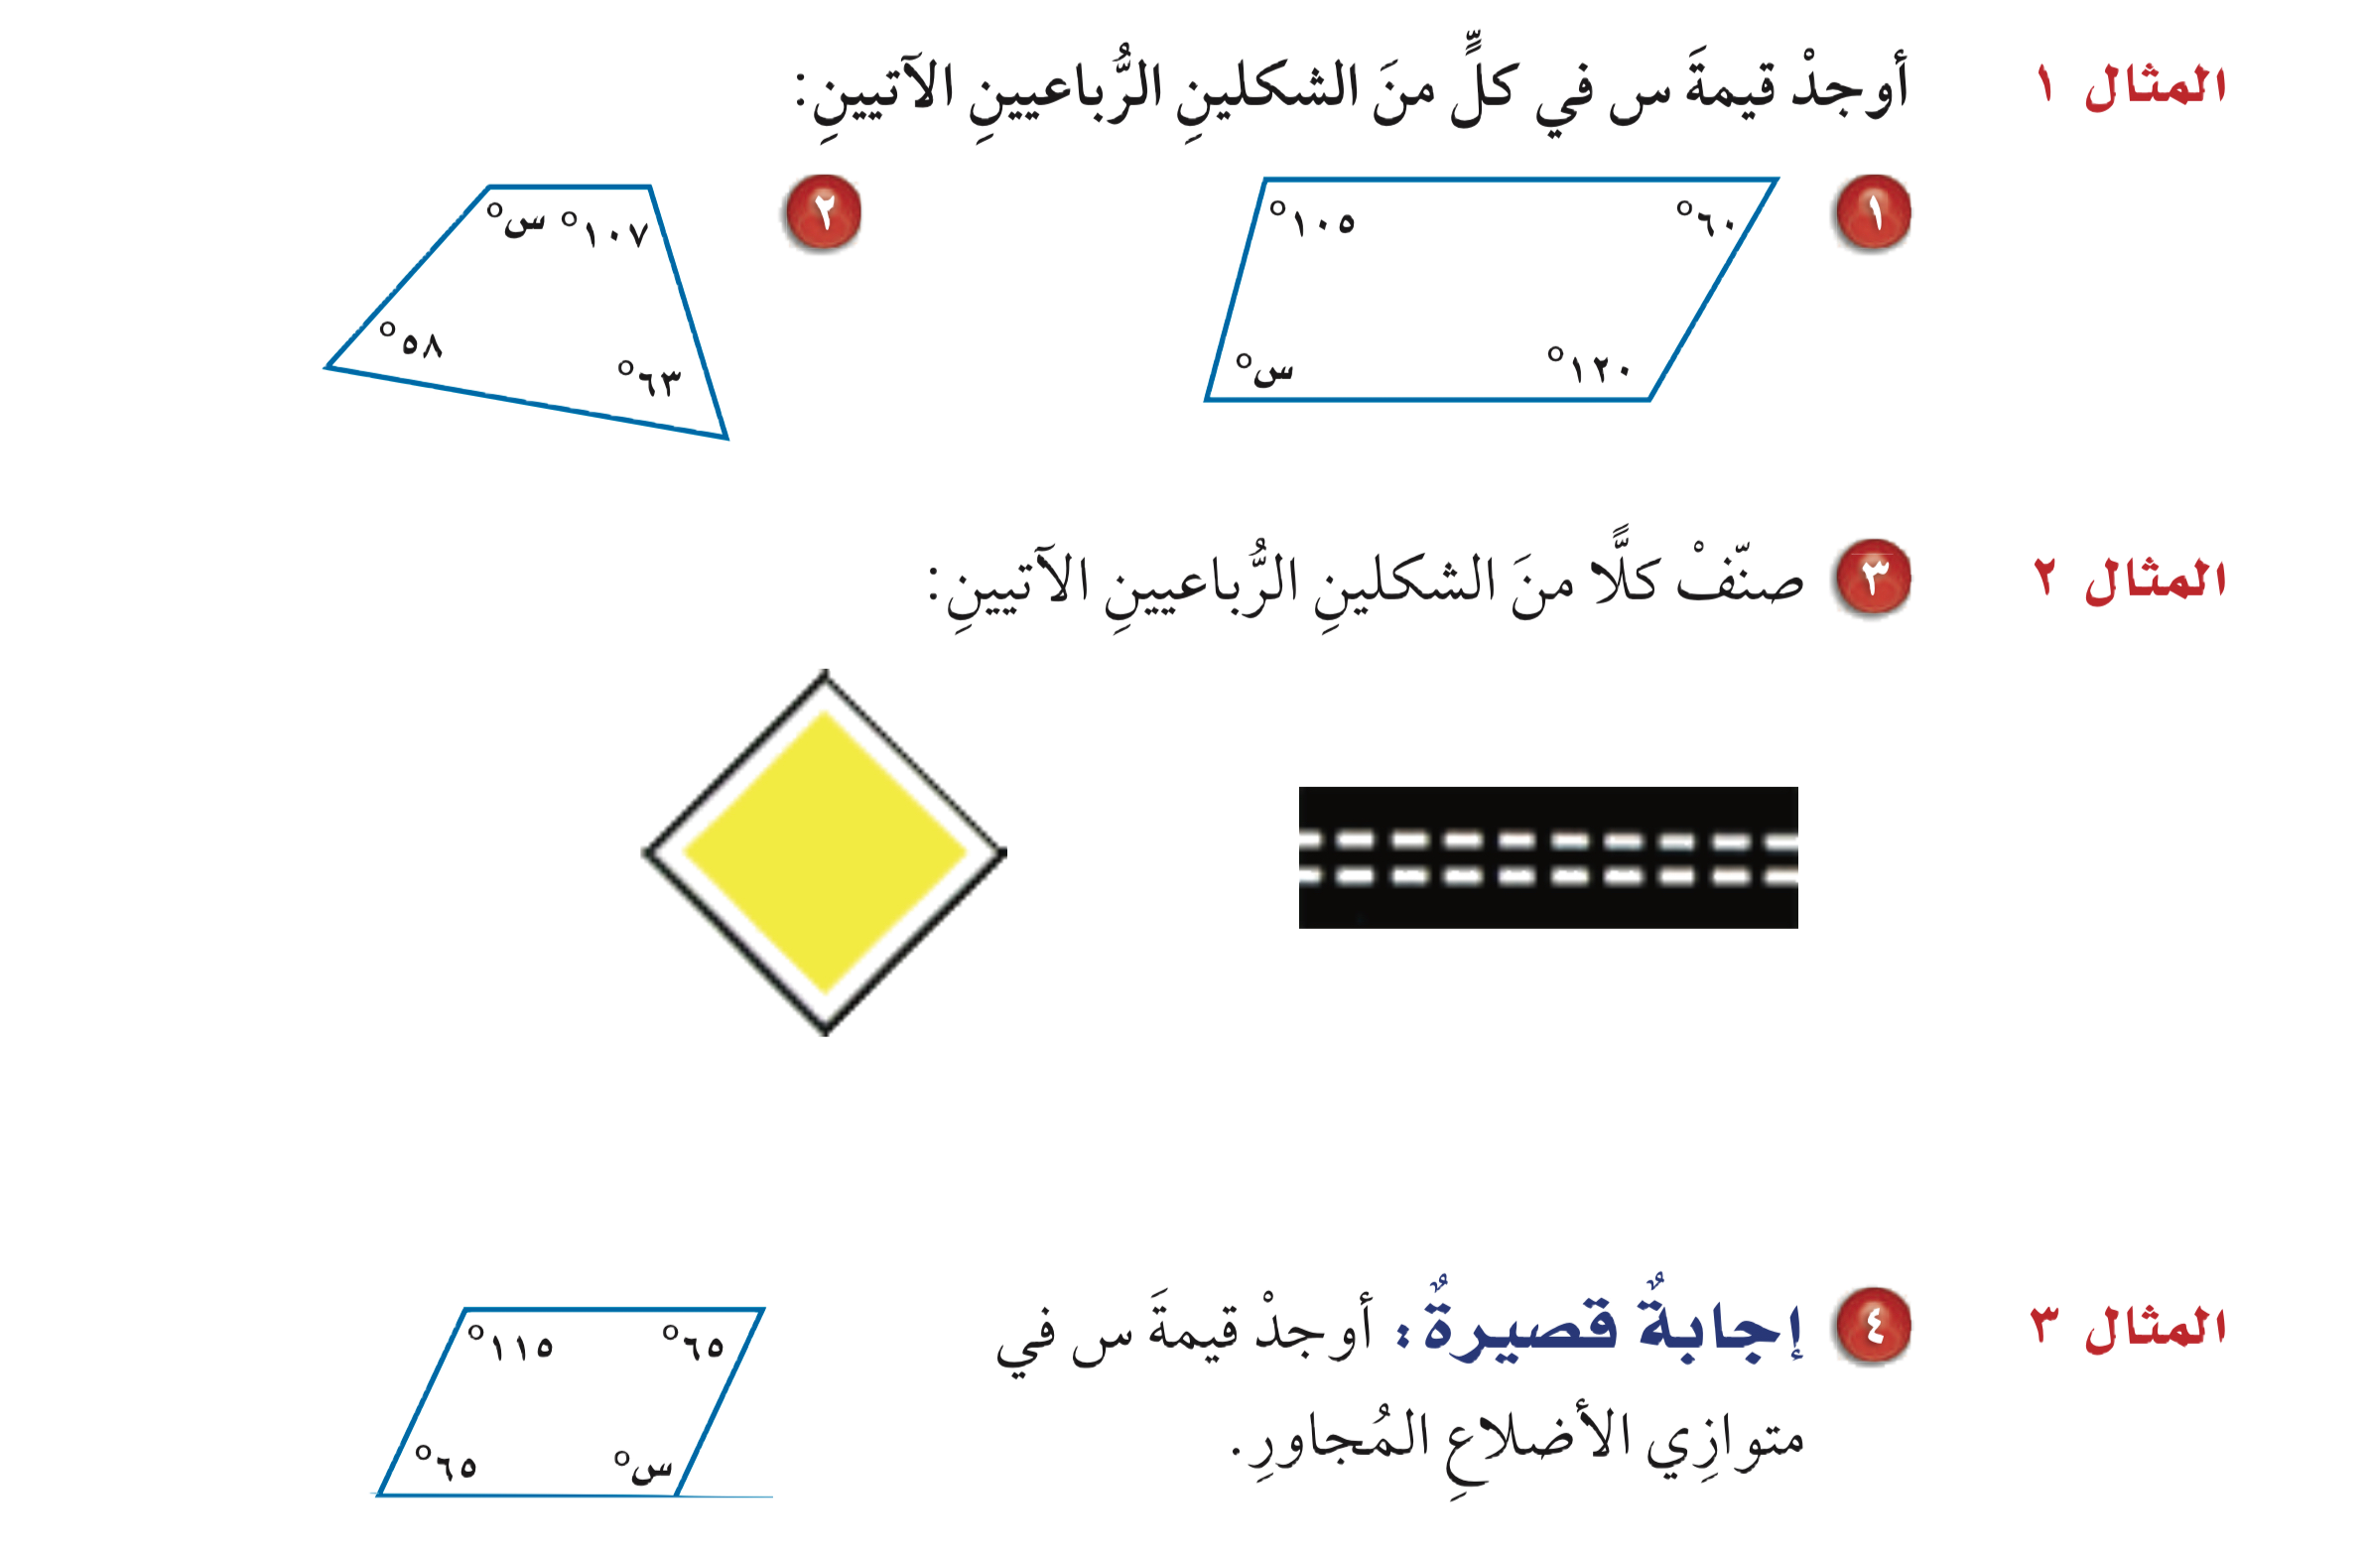 المثال ١ أوجدْ قيمةَ س في كلٍّ منَ الشكلينِ الرُّباعيينِ الآتيينِ:
١
°٦٠
°١٠٥
°١٢٠
°س
٢
°١٠٧
°س
°٥٨
°٦٣
المثال ٢ ٣ صنّفْ كلًّا منَ الشكلينِ الرُّباعيينِ الآتيينِ:
المثال ٣ ٤ إجابةٌ قصيرةٌ: أوجدْ قيمةَ س في
متوازِي الأضلاعِ المُجاورِ.
°٦٥
°١١٥
°س
°٦٥